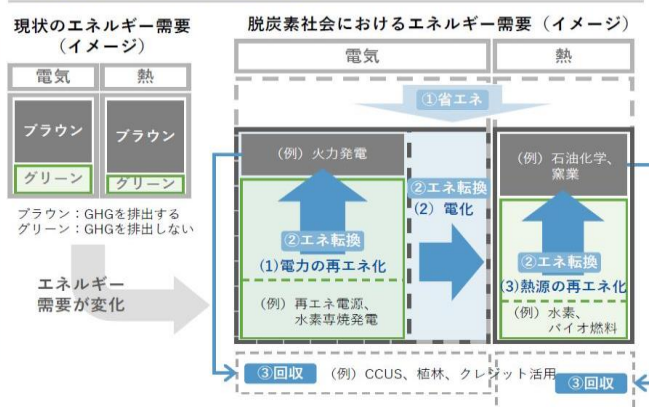 現状のエネルギー需要
（イメージ）
電気
熱
ブラウン
ブラウン
グリーン
グリーン
ブラウン：GHGを排出する
グリーン：GHGを排出しない
エネルギー
需要が変化
脱炭素社会におけるエネルギー需要（イメージ）
電気
熱
①省エネ
（例）火力発電
（例）石油化学、
窯業
②エネ転換
（2）電化
②エネ転換
(1)電力の再エネ化
②エネ転換
(3)熱源の再エネ化
（例）再エネ電源、
水素専焼発電
（例）水素、
バイオ燃料
③回収
（例）CCUS、植林、クレジット活用
③回収